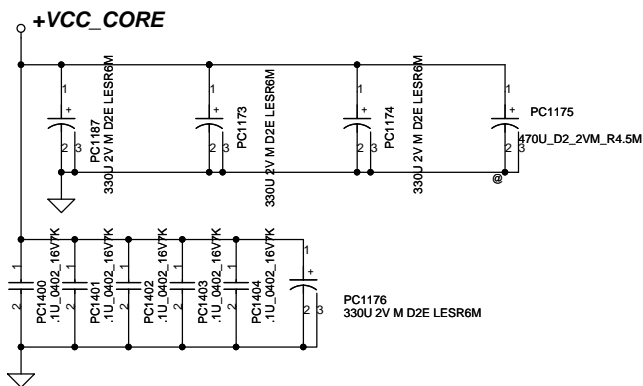 +VCC_CORE
1
+
2
3
PC1187
330U 2V M D2E LESR6M
1
+
2
3
PC1173
330U 2V M D2E LESR6M
1
+
2
3
PC1174
330U 2V M D2E LESR6M
1
+
2
3
PC1175
470U_D2_2VM_R4.5M
@
1
2
PC1400
.1U_0402_16V7K
1
2
PC1401
.1U_0402_16V7K
1
2
PC1402
.1U_0402_16V7K
1
2
PC1403
.1U_0402_16V7K
1
2
PC1404
.1U_0402_16V7K
1
+
2
3
PC1176
330U 2V M D2E LESR6M